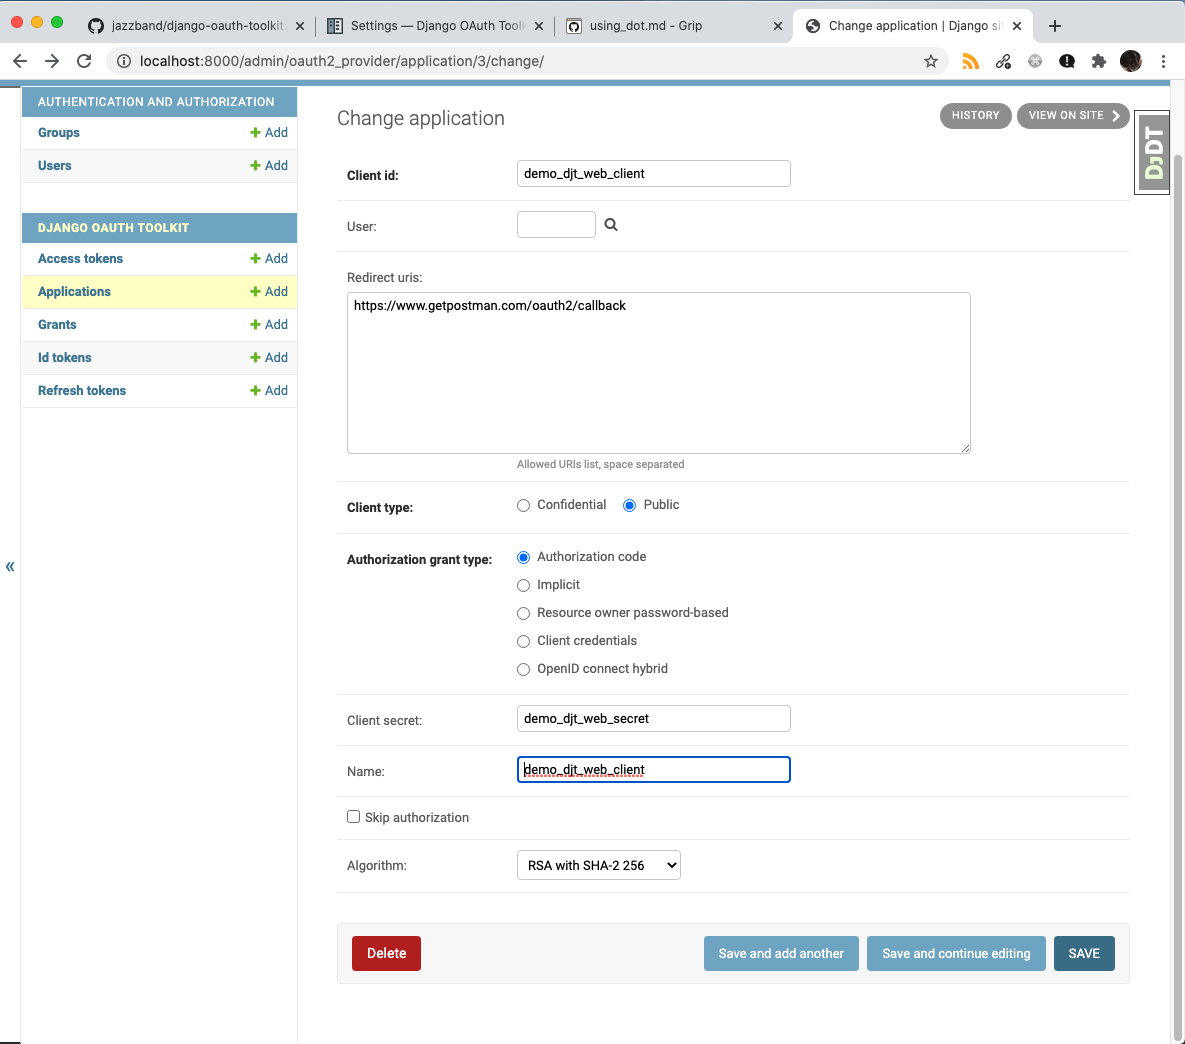 jazzband/django-oauth-toolkit:
Settings — Django OAuth Toolk
using_dot.md - Grip
Change application | Django sit
localhost:8000/admin/oauth2_provider/application/3/change/
AUTHENTICATION AND AUTHORIZATION
Groups Add
Users Add
DJANGO OAUTH TOOLKIT
Access tokens Add
Applications Add
Grants Add
Id tokens Add
Refresh tokens Add
«
Change application
HISTORY
VIEW ON SITE
DJDT
Client id: demo_djt_web_client
User:
Redirect uris:
https://www.getpostman.com/oauth2/callback
Allowed URIs list, space separated
Client type: Confidential Public
Authorization grant type: Authorization code
Implicit
Resource owner password-based
Client credentials
OpenID connect hybrid
Client secret: demo_djt_web_secret
Name: demo_djt_web_client
Skip authorization
Algorithm: RSA with SHA-2 256
Delete Save and add another Save and continue editing SAVE